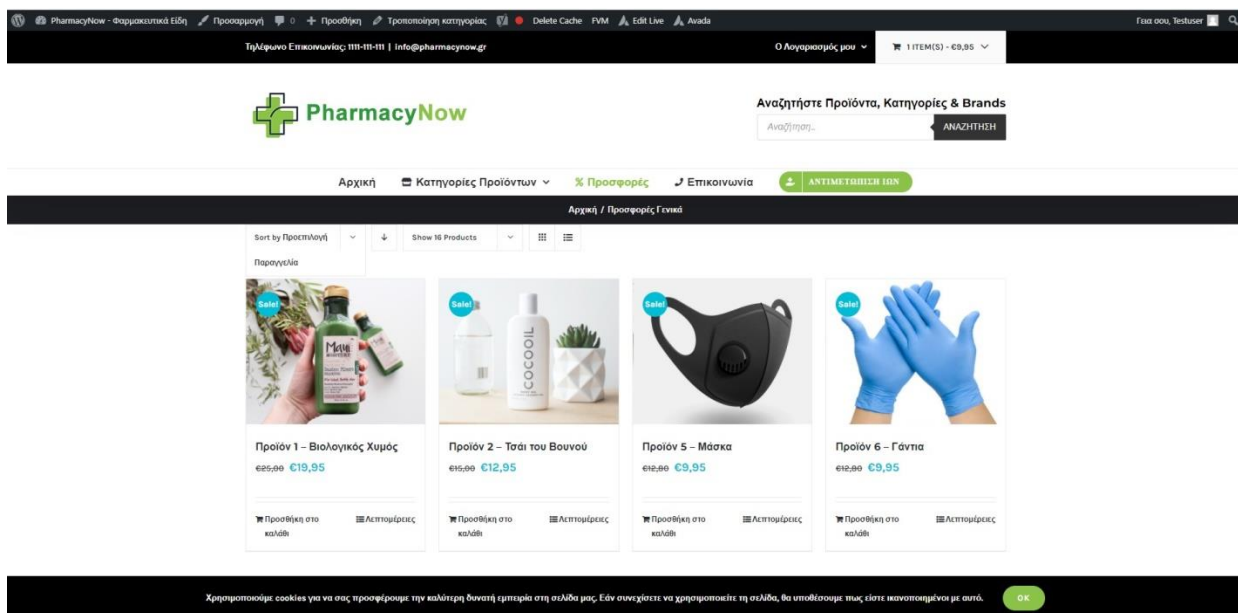 PharmacyNow - Φαρμακευτικά Είδη Προσαρμογή 0 Προσθήκη Τροποποίηση κατηγορίας Delete Cache FVM Edit Live Avada Γεια σου, Testuser
Τηλέφωνο Επικοινωνίας: 1111-111-111 | info@pharmacynow.gr Ο Λογαριασμός μου 1 ITEM(S) - €9,95
PharmacyNow
Αναζητήστε Προϊόντα, Κατηγορίες & Brands
Αναζήτηση.. ΑΝΑΖΗΤΗΣΗ
Αρχική Κατηγορίες Προϊόντων % Προσφορές Επικοινωνία ΑΝΤΙΜΕΤΩΠΙΣΗ ΙΩΝ
Αρχική / Προσφορές Γενικά
Sort by Προεπιλογή Show 16 Products
Παραγγελία
Sale! Sale! Sale! Sale!
Maui
COCOOIL
Προϊόν 1 – Βιολογικός Χυμός Προϊόν 2 – Τσάι του Βουνού Προϊόν 5 – Μάσκα Προϊόν 6 – Γάντια
€25,00 €19,95 €15,00 €12,95 €12,80 €9,95 €12,80 €9,95
Προσθήκη στο Λεπτομέρειες Προσθήκη στο Λεπτομέρειες Προσθήκη στο Λεπτομέρειες Προσθήκη στο Λεπτομέρειες
καλάθι καλάθι καλάθι καλάθι
Χρησιμοποιούμε cookies για να σας προσφέρουμε την καλύτερη δυνατή εμπειρία στη σελίδα μας. Εάν συνεχίσετε να χρησιμοποιείτε τη σελίδα, θα υποθέσουμε πως είστε ικανοποιημένοι με αυτό. OK